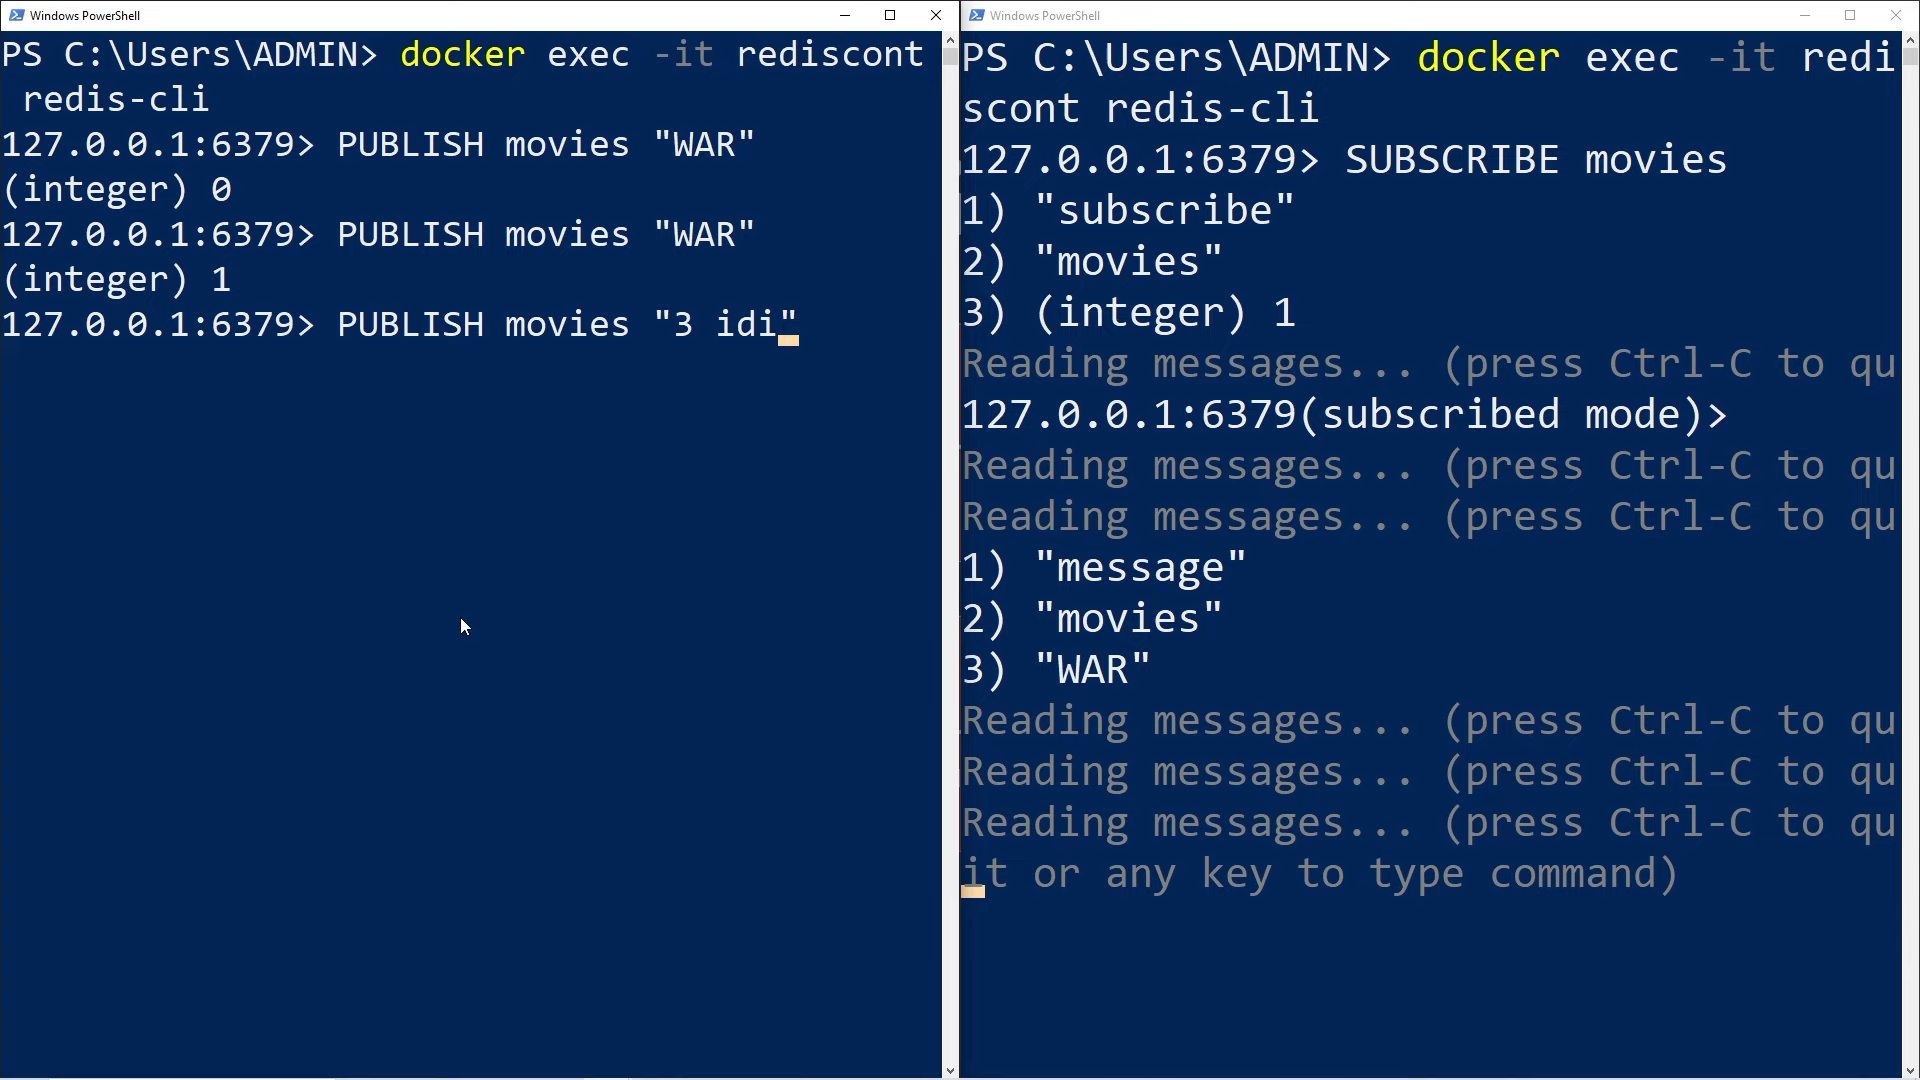 Windows PowerShell
PS C:\Users\ADMIN> docker exec -it rediscont
redis-cli
127.0.0.1:6379> PUBLISH movies "WAR"
(integer) 0
127.0.0.1:6379> PUBLISH movies "WAR"
(integer) 1
127.0.0.1:6379> PUBLISH movies "3 idi"
Windows PowerShell
PS C:\Users\ADMIN> docker exec -it redi
scont redis-cli
127.0.0.1:6379> SUBSCRIBE movies
1) "subscribe"
2) "movies"
3) (integer) 1
Reading messages... (press Ctrl-C to qu
127.0.0.1:6379(subscribed mode)>
Reading messages... (press Ctrl-C to qu
Reading messages... (press Ctrl-C to qu
1) "message"
2) "movies"
3) "WAR"
Reading messages... (press Ctrl-C to qu
Reading messages... (press Ctrl-C to qu
Reading messages... (press Ctrl-C to qu
it or any key to type command)